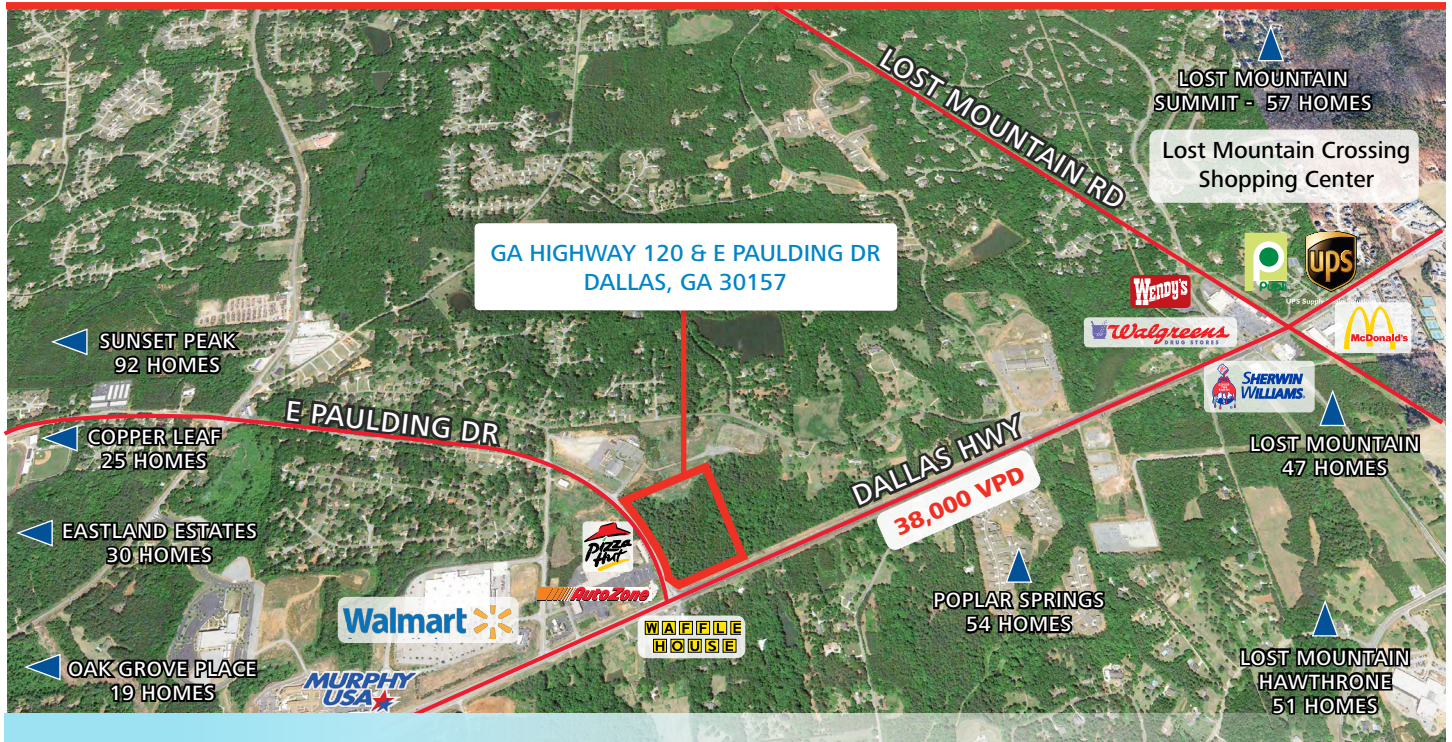 LOST MOUNTAIN
SUMMIT - 57 HOMES
LOST MOUNTAIN RD
Lost Mountain Crossing
Shopping Center
GA HIGHWAY 120 & E PAULDING DR
DALLAS, GA 30157
ups
UPS
Wendy's
Walgreens
DRUG STORES
McDonald's
SUNSET PEAK
92 HOMES
SHERWIN
WILLIAMS.
E PAULDING DR
COPPER LEAF
25 HOMES
DALLAS HWY
38,000 VPD
LOST MOUNTAIN
47 HOMES
EASTLAND ESTATES
30 HOMES
Pizza
Hut
AutoZone
Walmart
WAFFLE
HOUSE
POPLAR SPRINGS
54 HOMES
OAK GROVE PLACE
19 HOMES
MURPHY
USA
LOST MOUNTAIN
HAWTHRONE
51 HOMES